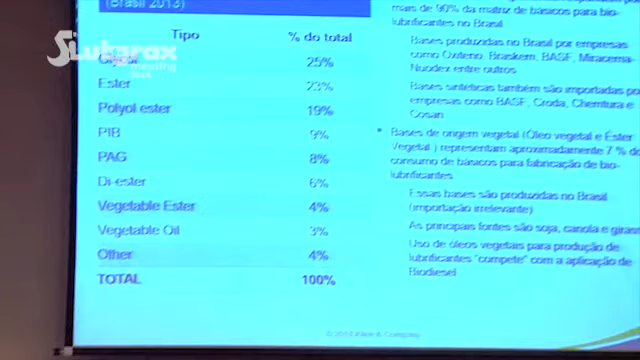 (Brasil 2013)
Tipo % do total
25%
Ester 23%
Polyol ester 19%
PIB 9%
PAG 8%
Di-ester 6%
Vegetable Ester 4%
Vegetable Oil 3%
Other 4%
TOTAL 100%
mais de 90% da matriz de básicos para bio-
lubrificantes no Brasil
Bases produzidas no Brasil por empresas
como Oxiteno, Braskem, BASF, Miracema-
Nuodex entre outros
Bases sintéticas também são importadas po
empresas como BASF, Croda, Chemtura e
Cosan
• Bases de origem vegetal (Óleo vegetal e Éster
Vegetal ) representam aproximadamente 7 % do
consumo de básicos para fabricação de bio-
lubrificantes
Essas bases são produzidas no Brasil
(importação irrelevante)
As principais fontes são soja, canola e girass
Uso de óleos vegetais para produção de
lubrificantes "compete" com a aplicação de
Biodiesel